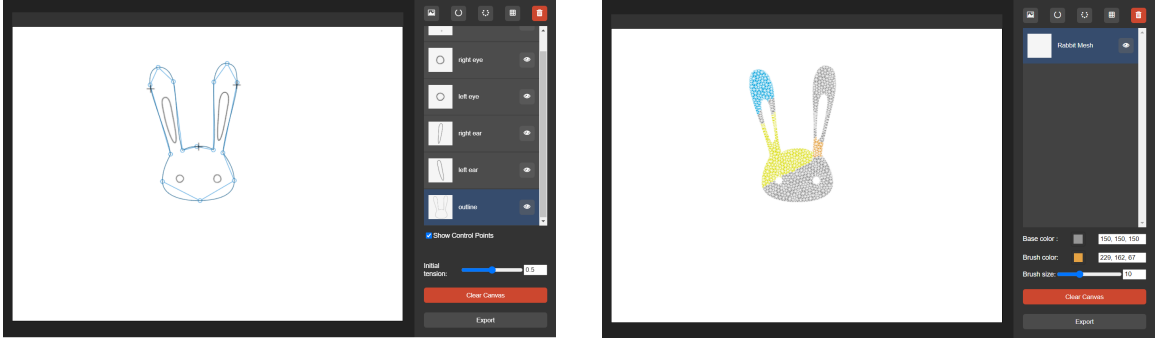 right eye
left eye
right ear
left ear
outline
Show Control Points
Initial
tension:
0.5
Clear Canvas
Export
Rabbit Mesh
Base color :
150, 150, 150
Brush color:
229, 162, 67
Brush size:
10
Clear Canvas
Export